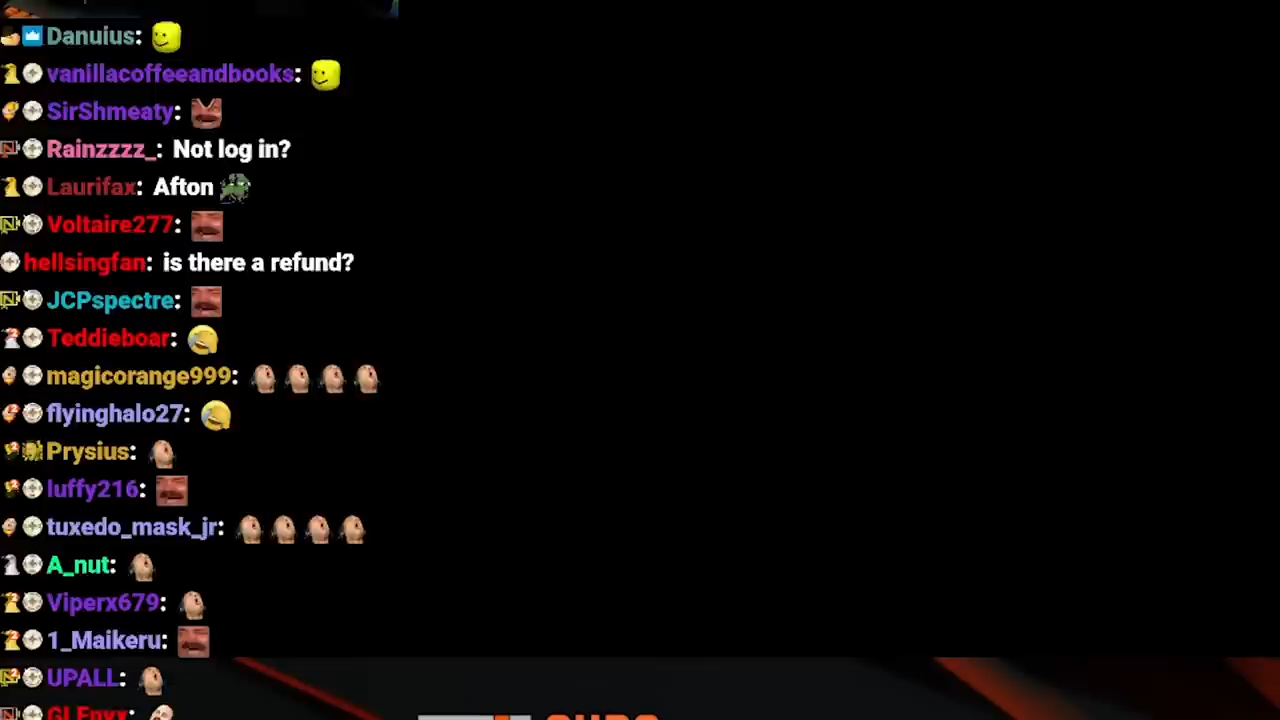 Danuius:
vanillacoffeeandbooks:
SirShmeaty:
Rainzzzz_: Not log in?
Laurifax: Afton
Voltaire277:
hellsingfan: is there a refund?
JCPspectre:
Teddieboar:
magicorange999:
flyinghalo27:
Prysius:
luffy216:
tuxedo_mask_jr:
A_nut:
Viperx679:
1_Maikeru:
UPALL: